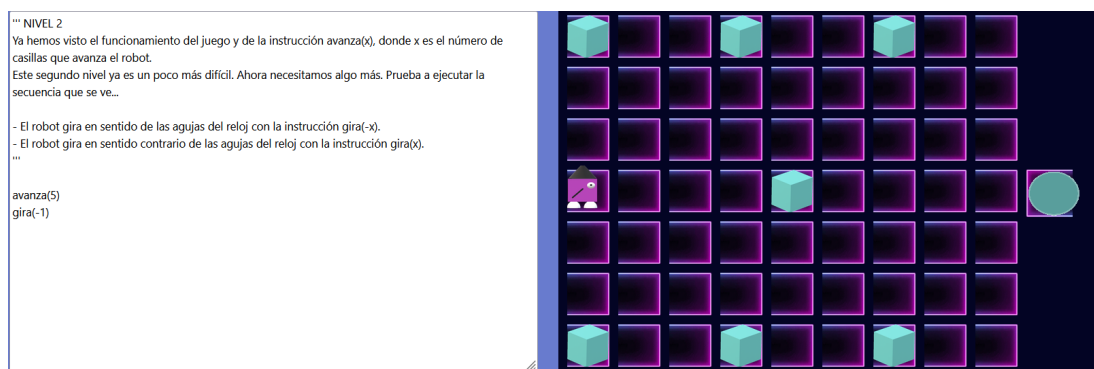 ''' NIVEL 2
Ya hemos visto el funcionamiento del juego y de la instrucción avanza(x), donde x es el número de
casillas que avanza el robot.
Este segundo nivel ya es un poco más difícil. Ahora necesitamos algo más. Prueba a ejecutar la
secuencia que se ve...
- El robot gira en sentido de las agujas del reloj con la instrucción gira(-x).
- El robot gira en sentido contrario de las agujas del reloj con la instrucción gira(x).
'''
avanza(5)
gira(-1)